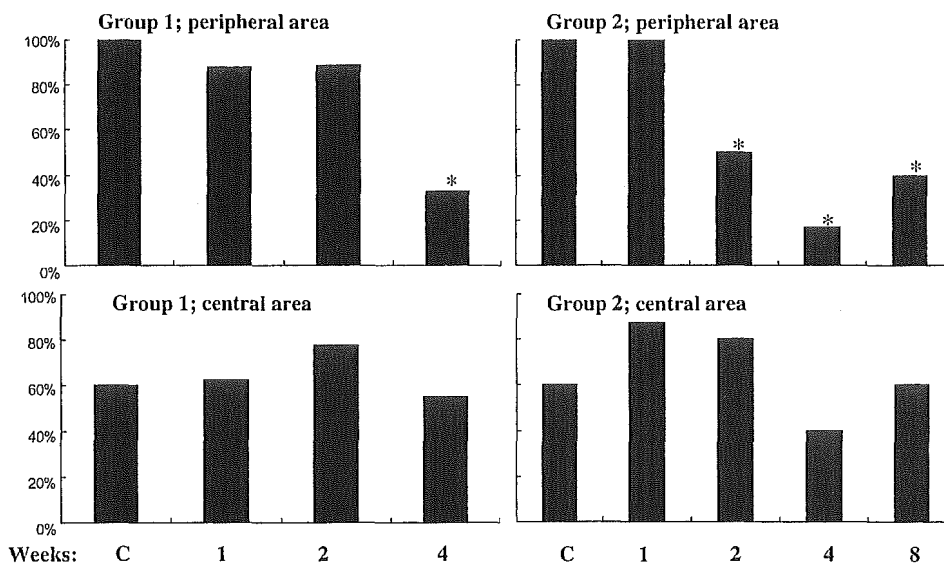 Group 1; peripheral area
100%
80%
60%
40%
20%
0%
*
Group 2; peripheral area
*
*
*
Group 1; central area
100%
80%
60%
40%
20%
0%
Group 2; central area
Weeks: C 1 2 4
C 1 2 4 8